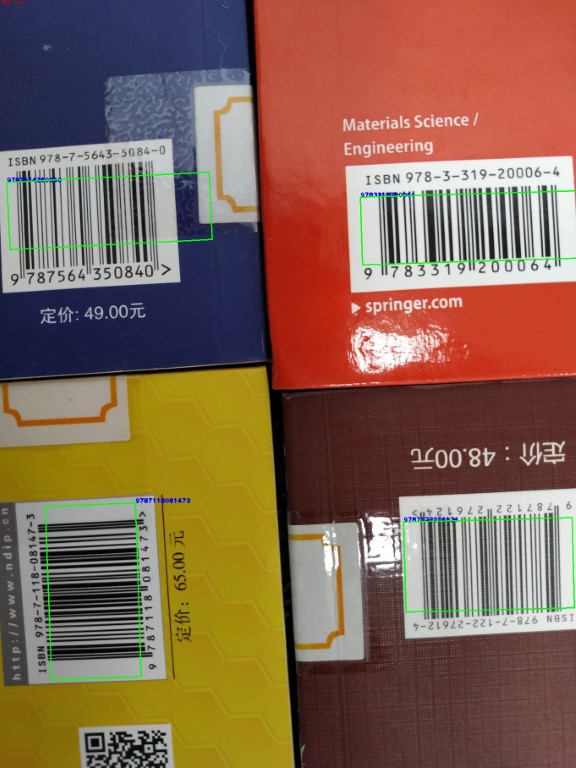 ISBN 978-7-5643-5084-0
9 787564 350840 >
定价: 49.00元
Materials Science /
Engineering
ISBN 978-3-319-20006-4
9783319200064
9 783319 200064
springer.com
http://www.ndip.cn
ISBN 978-7-118-08147-3
9787118081473
9 787118 081473 >
定价: 65.00 元
定价：48.00元
9 787122 276124 >
ISBN 978-7-122-27612-4